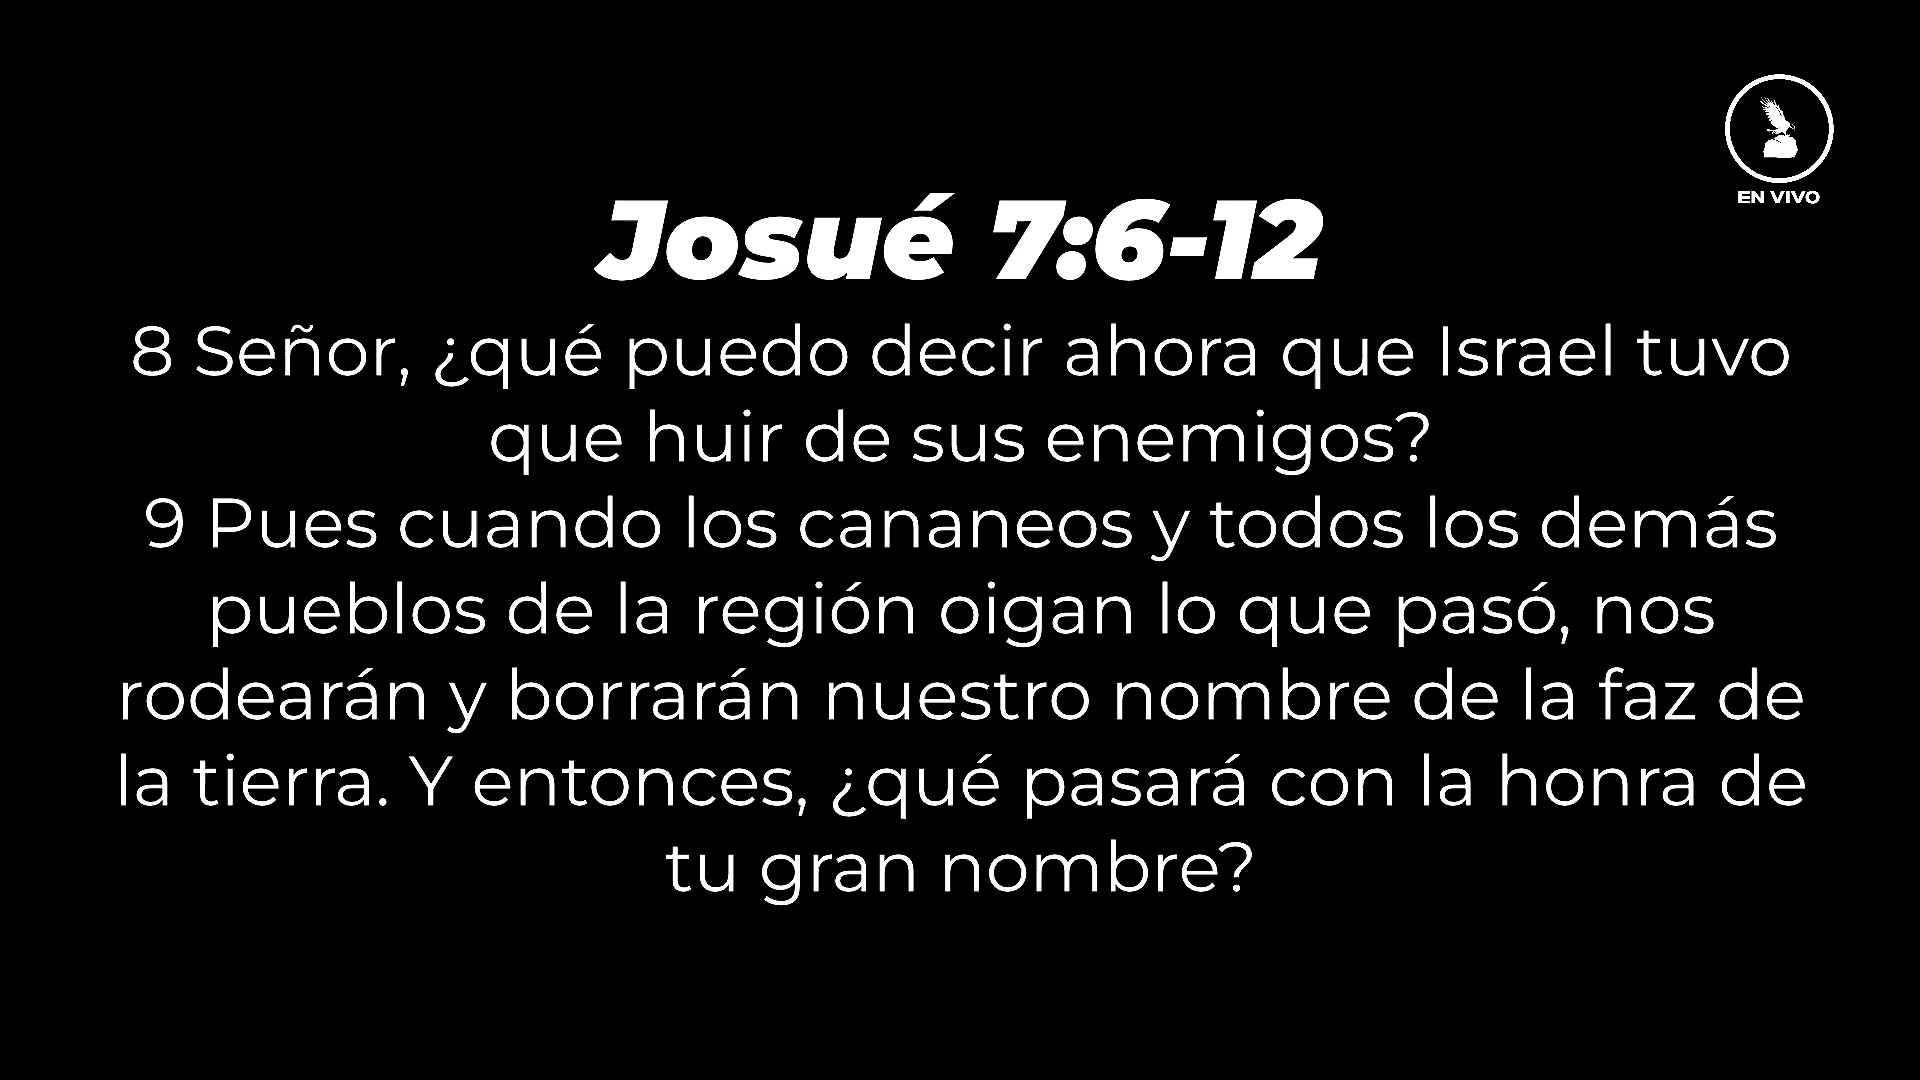 EN VIVO
Josué 7:6-12
8 Señor, ¿qué puedo decir ahora que Israel tuvo
que huir de sus enemigos?
9 Pues cuando los cananeos y todos los demás
pueblos de la región oigan lo que pasó, nos
rodearán y borrarán nuestro nombre de la faz de
la tierra. Y entonces, ¿qué pasará con la honra de
tu gran nombre?